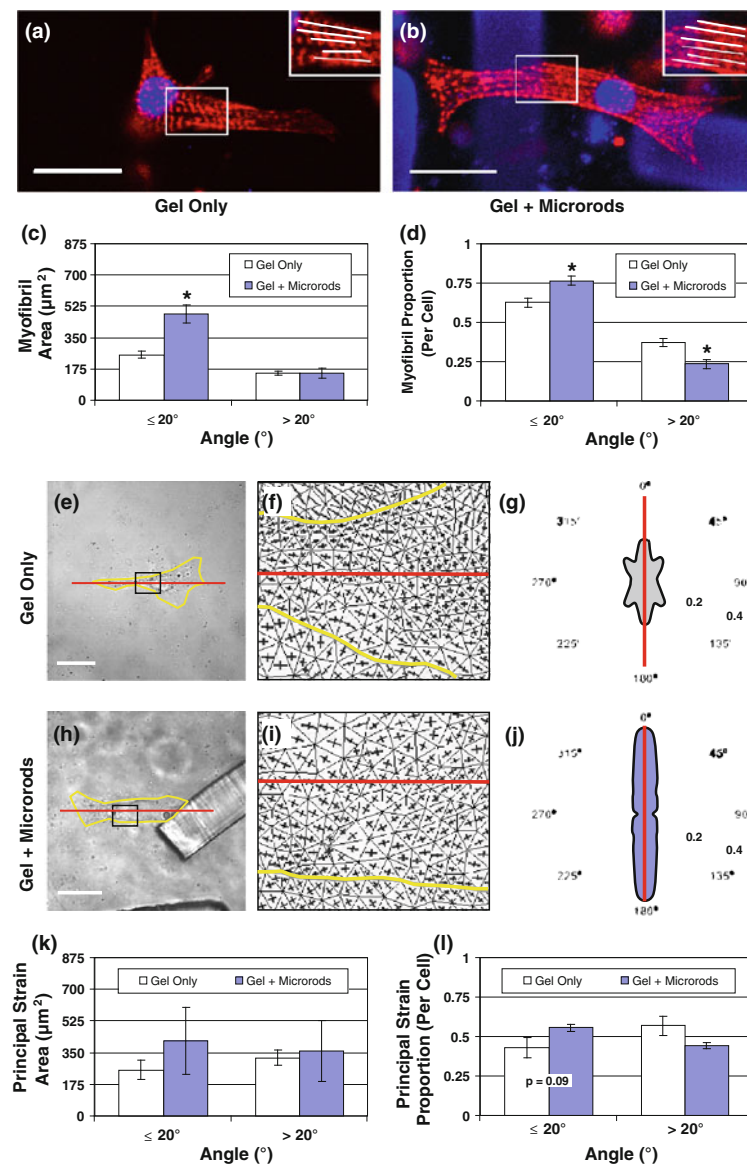 (a)
(b)
Gel Only
Gel + Microrods
(c)
875
700
525
350
175
0
Myofibril
Area (µm²)
Gel Only
Gel + Microrods
*
≤ 20°
> 20°
Angle (°)
(d)
1
0.75
0.5
0.25
0
Myofibril Proportion
(Per Cell)
Gel Only
Gel + Microrods
*
*
≤ 20°
> 20°
Angle (°)
Gel Only
(e)
(f)
(g)
0°
315°
45°
270°
90
0.2
0.4
225°
135°
180°
Gel + Microrods
(h)
(i)
(j)
0°
315°
45°
270°
90
0.2
0.4
225°
135°
180°
(k)
875
700
525
350
175
0
Principal Strain
Area (µm²)
Gel Only
Gel + Microrods
≤ 20°
> 20°
Angle (°)
(l)
1
0.75
0.5
0.25
0
Principal Strain
Proportion (Per Cell)
Gel Only
Gel + Microrods
p = 0.09
≤ 20°
> 20°
Angle (°)